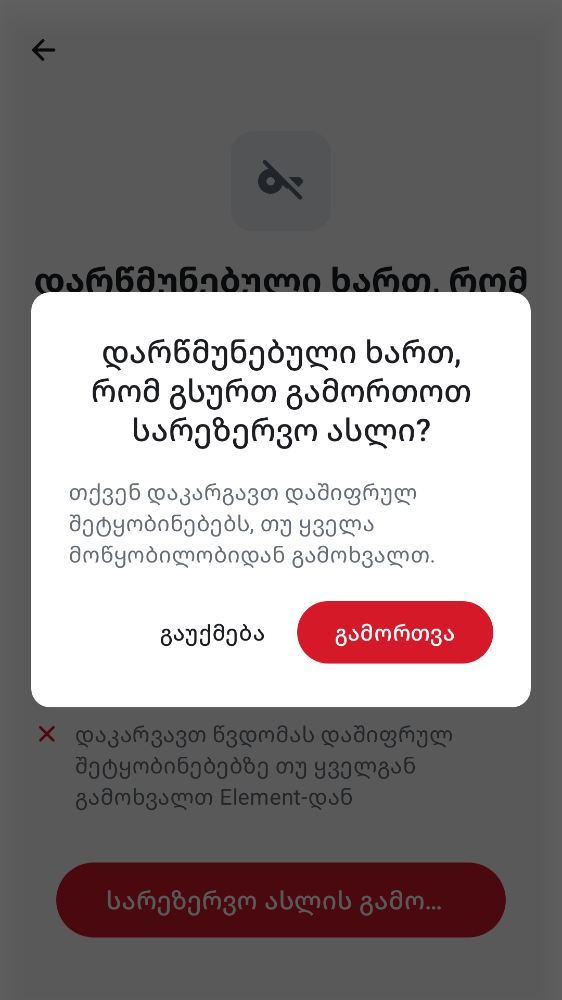 დარწმუნებული ხართ, რომ
დარწმუნებული ხართ,
რომ გსურთ გამორთოთ
სარეზერვო ასლი?
თქვენ დაკარგავთ დაშიფრულ
შეტყობინებებს, თუ ყველა
მოწყობილობიდან გამოხვალთ.
გაუქმება
გამორთვა
დაკარვავთ წვდომას დაშიფრულ
შეტყობინებებზე თუ ყველგან
გამოხვალთ Element-დან
სარეზერვო ასლის გამო...